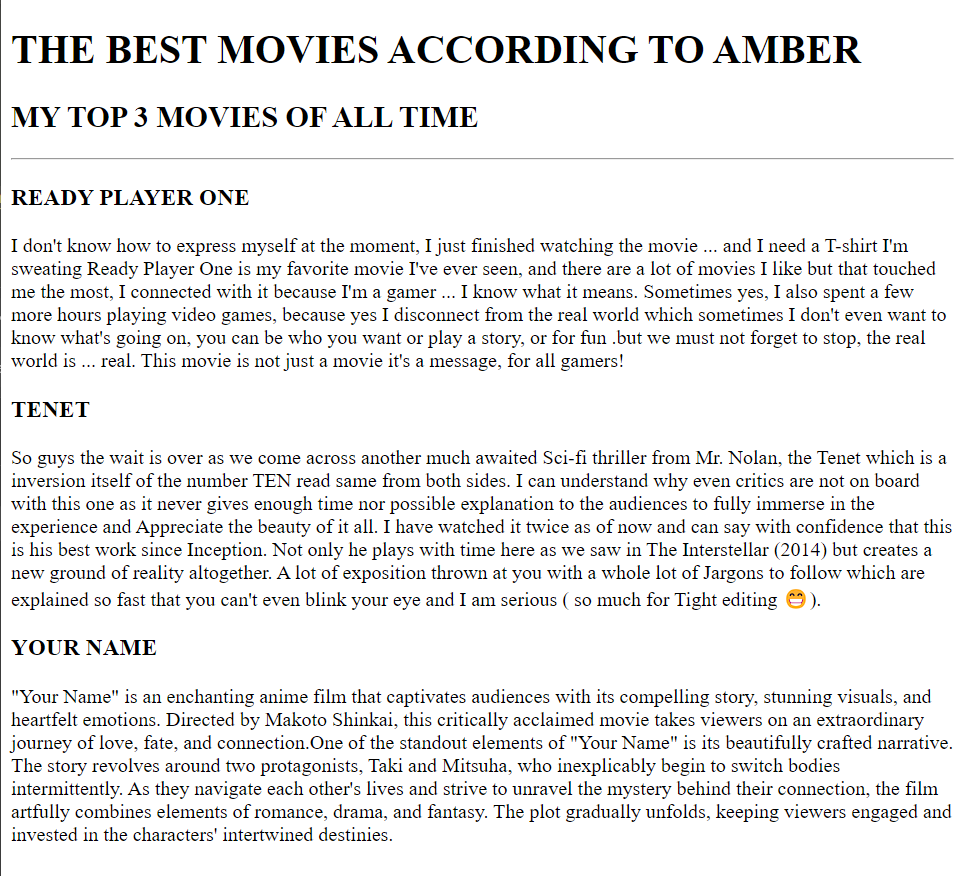 THE BEST MOVIES ACCORDING TO AMBER
MY TOP 3 MOVIES OF ALL TIME
READY PLAYER ONE
I don't know how to express myself at the moment, I just finished watching the movie ... and I need a T-shirt I'm
sweating Ready Player One is my favorite movie I've ever seen, and there are a lot of movies I like but that touched
me the most, I connected with it because I'm a gamer ... I know what it means. Sometimes yes, I also spent a few
more hours playing video games, because yes I disconnect from the real world which sometimes I don't even want to
know what's going on, you can be who you want or play a story, or for fun .but we must not forget to stop, the real
world is ... real. This movie is not just a movie it's a message, for all gamers!
TENET
So guys the wait is over as we come across another much awaited Sci-fi thriller from Mr. Nolan, the Tenet which is a
inversion itself of the number TEN read same from both sides. I can understand why even critics are not on board
with this one as it never gives enough time nor possible explanation to the audiences to fully immerse in the
experience and Appreciate the beauty of it all. I have watched it twice as of now and can say with confidence that this
is his best work since Inception. Not only he plays with time here as we saw in The Interstellar (2014) but creates a
new ground of reality altogether. A lot of exposition thrown at you with a whole lot of Jargons to follow which are
explained so fast that you can't even blink your eye and I am serious ( so much for Tight editing 😁 ).
YOUR NAME
"Your Name" is an enchanting anime film that captivates audiences with its compelling story, stunning visuals, and
heartfelt emotions. Directed by Makoto Shinkai, this critically acclaimed movie takes viewers on an extraordinary
journey of love, fate, and connection.One of the standout elements of "Your Name" is its beautifully crafted narrative.
The story revolves around two protagonists, Taki and Mitsuha, who inexplicably begin to switch bodies
intermittently. As they navigate each other's lives and strive to unravel the mystery behind their connection, the film
artfully combines elements of romance, drama, and fantasy. The plot gradually unfolds, keeping viewers engaged and
invested in the characters' intertwined destinies.